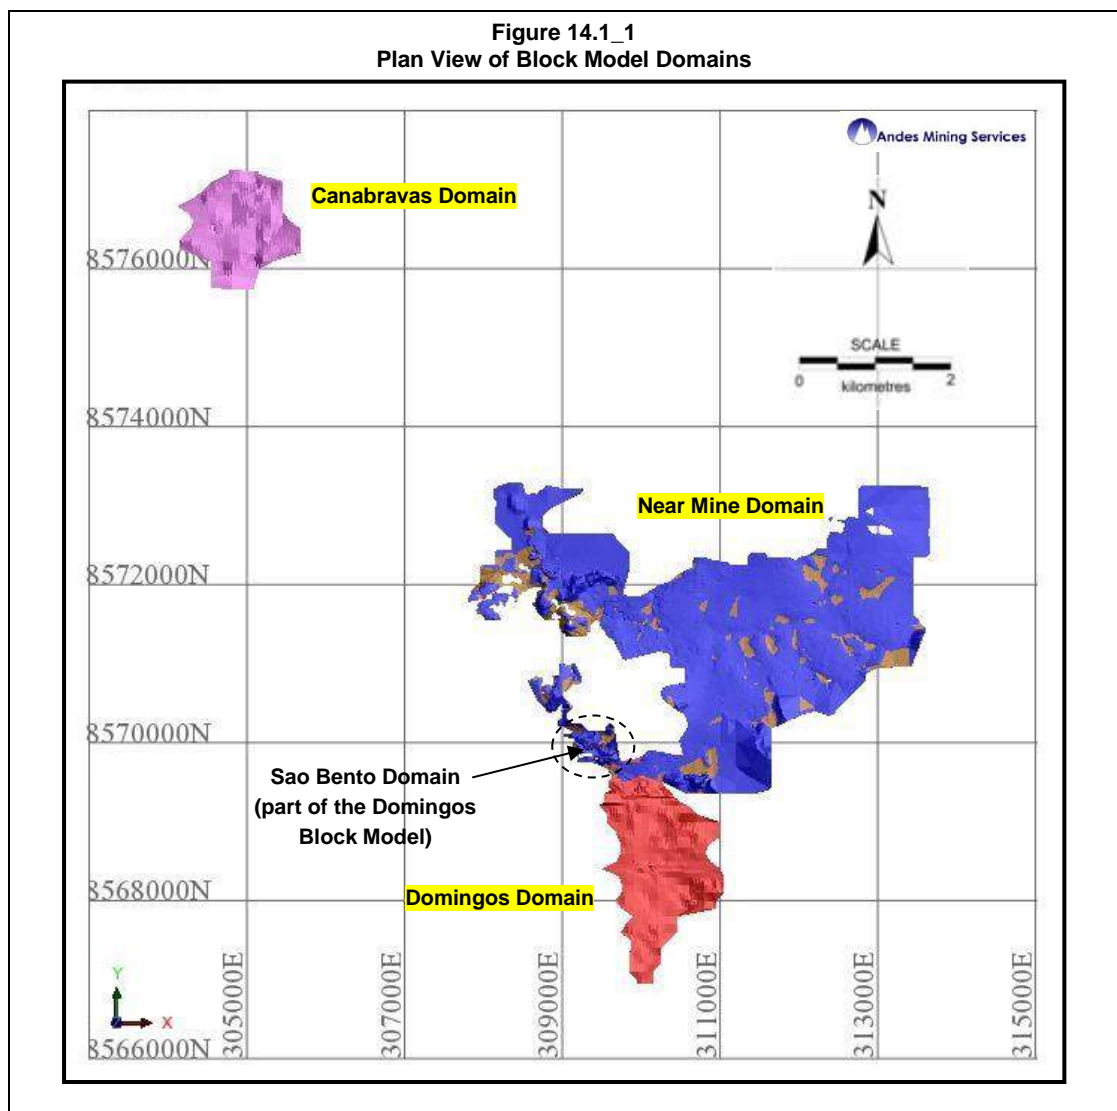 Figure 14.1_1
Plan View of Block Model Domains
Andes Mining Services
Canabravas Domain
N
8576000N
SCALE
0
2
kilometres
8574000N
Near Mine Domain
8572000N
8570000N
Sao Bento Domain
(part of the Domingos
Block Model)
Domingos Domain
8568000N
Y
X
8566000N
305000E
307000E
309000E
311000E
313000E
315000E